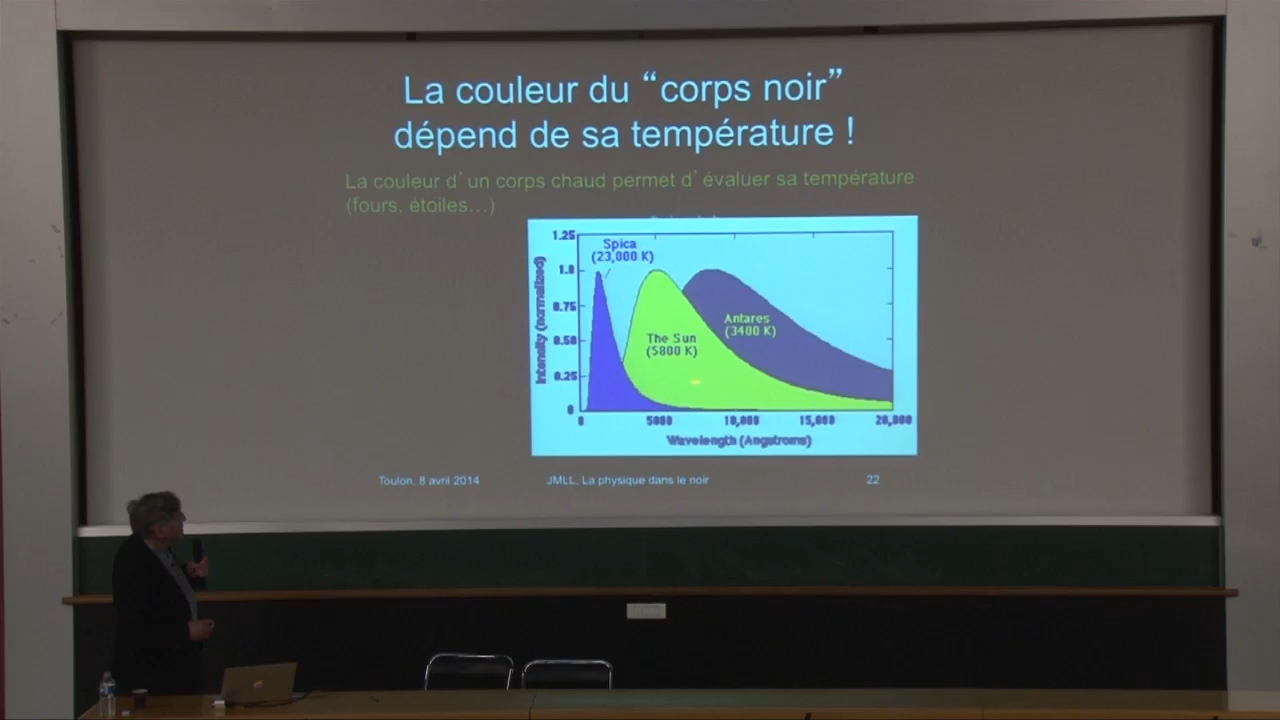 La couleur du “corps noir”
dépend de sa température !
La couleur d’un corps chaud permet d’évaluer sa température
(fours, étoiles…)
1.25
Spica
(23,000 K)
1.0
0.75
Antares
(3400 K)
The Sun
(5800 K)
0.50
0.25
0
Intensity (normalized)
0 5000 10,000 15,000 20,000
Wavelength (Angstroms)
Toulon, 8 avril 2014 JMLL, La physique dans le noir 22